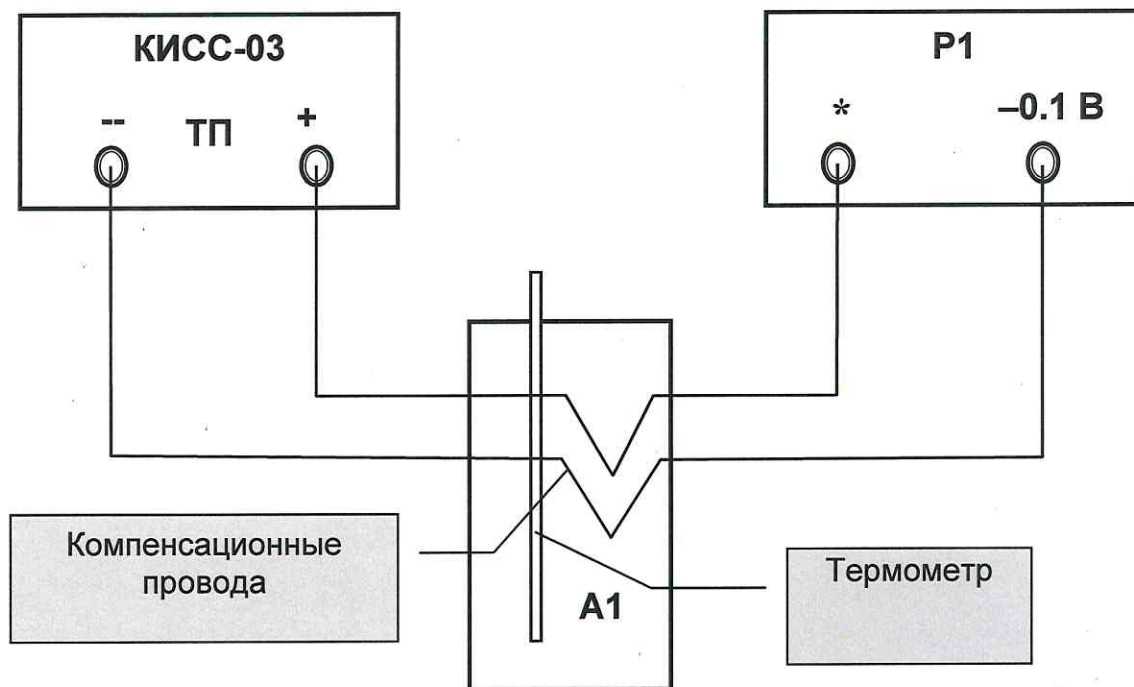 КИСС-03
-- ТП +
Р1
* –0.1 В
Компенсационные
провода
А1
Термометр